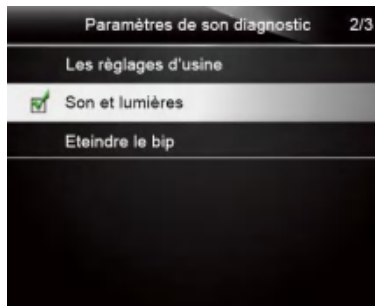 Paramètres de son diagnostic 2/3
Les règlages d'usine
Son et lumières
Eteindre le bip